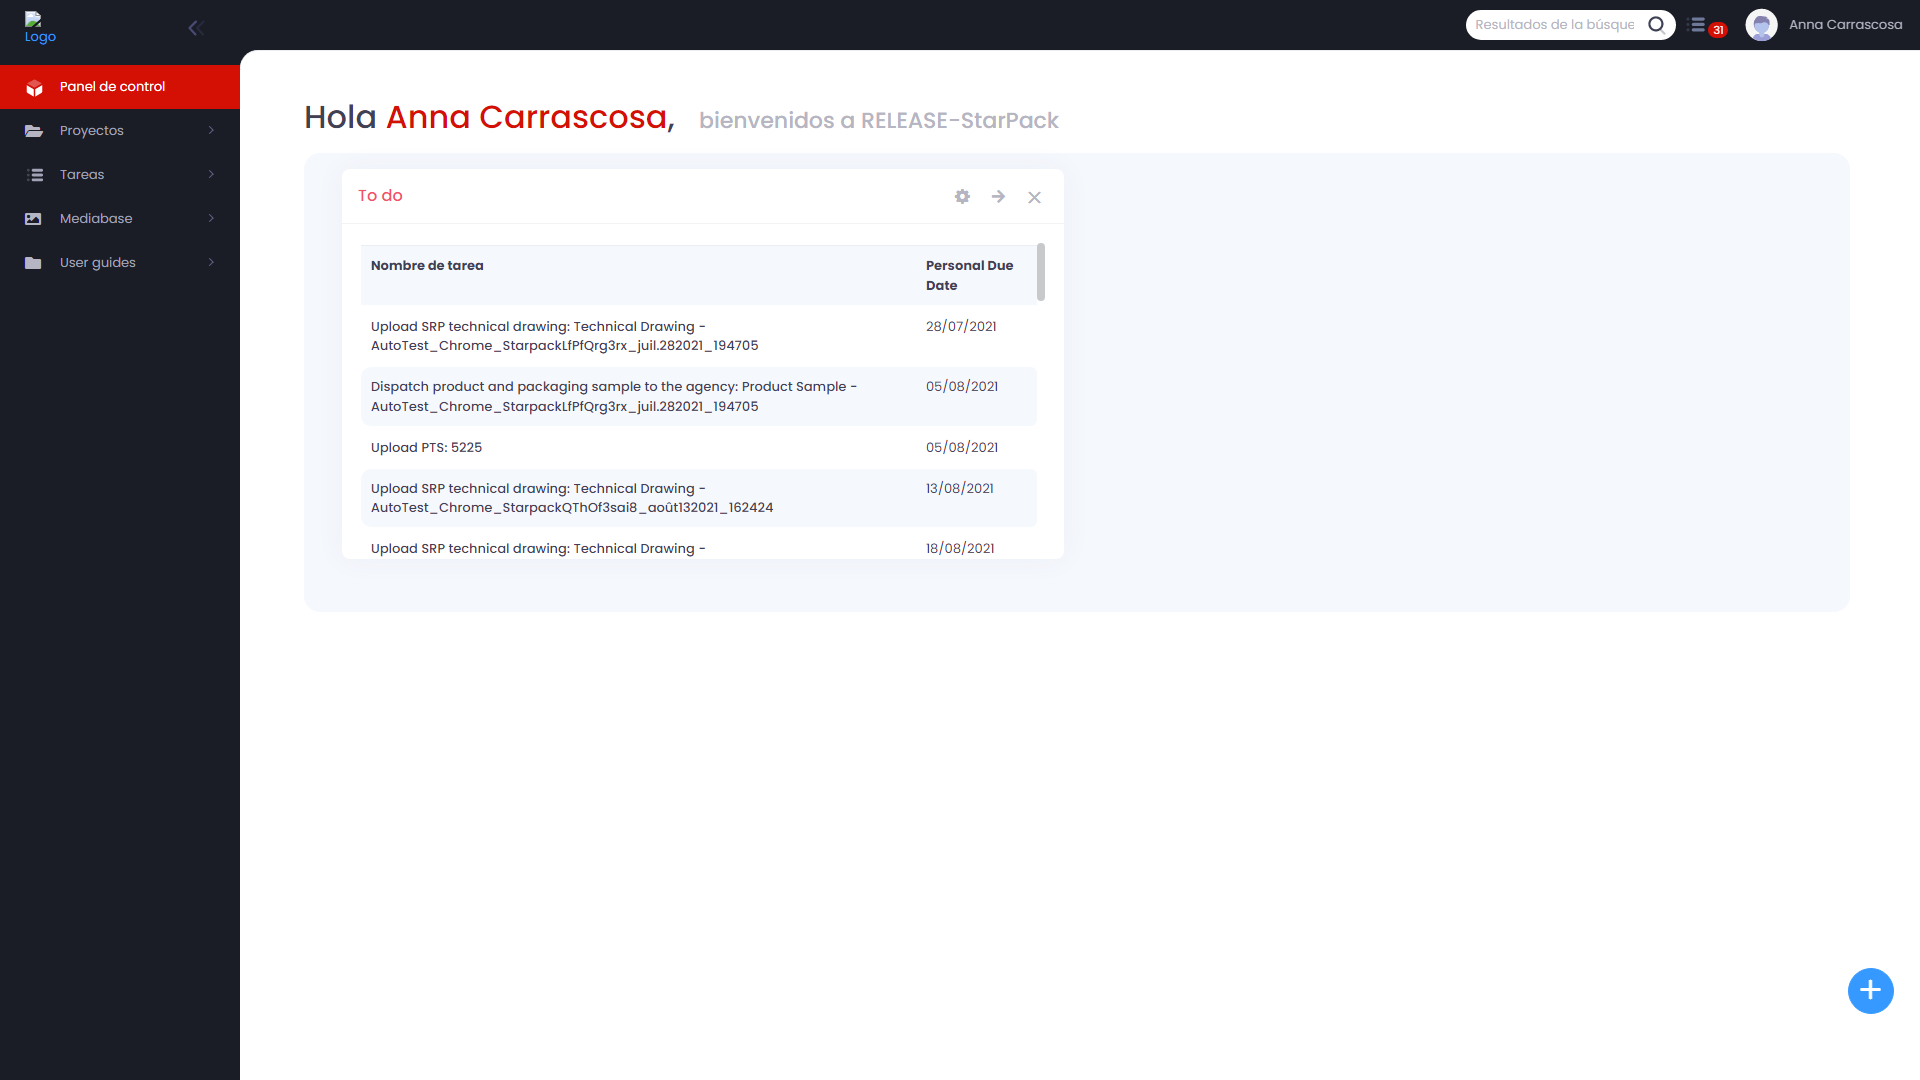 Logo
Resultados de la búsque
31
Anna Carrascosa
Panel de control
Proyectos
Tareas
Mediabase
User guides
Hola Anna Carrascosa, bienvenidos a RELEASE-StarPack
To do
Nombre de tarea
Personal Due
Date
Upload SRP technical drawing: Technical Drawing -
AutoTest_Chrome_StarpackLfPfQrg3rx_juil.282021_194705
28/07/2021
Dispatch product and packaging sample to the agency: Product Sample -
AutoTest_Chrome_StarpackLfPfQrg3rx_juil.282021_194705
05/08/2021
Upload PTS: 5225
05/08/2021
Upload SRP technical drawing: Technical Drawing -
AutoTest_Chrome_StarpackQThOf3sai8_août132021_162424
13/08/2021
Upload SRP technical drawing: Technical Drawing -
18/08/2021